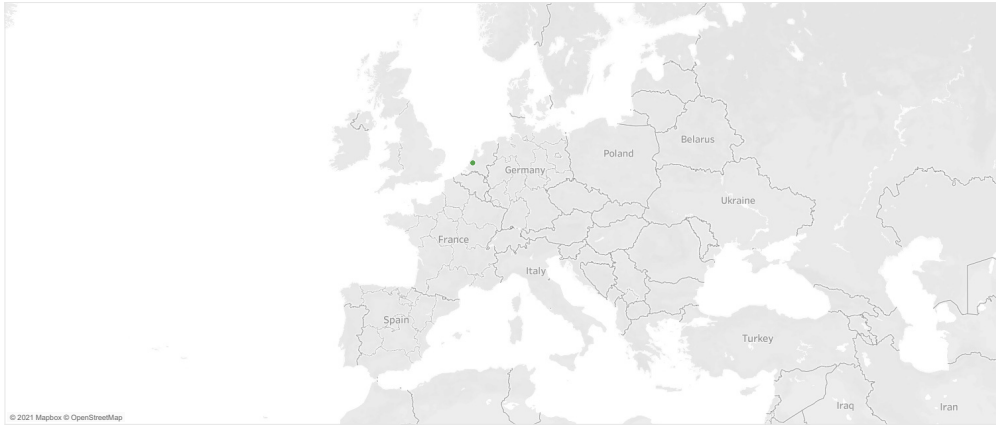 Belarus
Poland
Germany
Ukraine
France
Italy
Spain
Turkey
Iraq
Iran
© 2021 Mapbox © OpenStreetMap